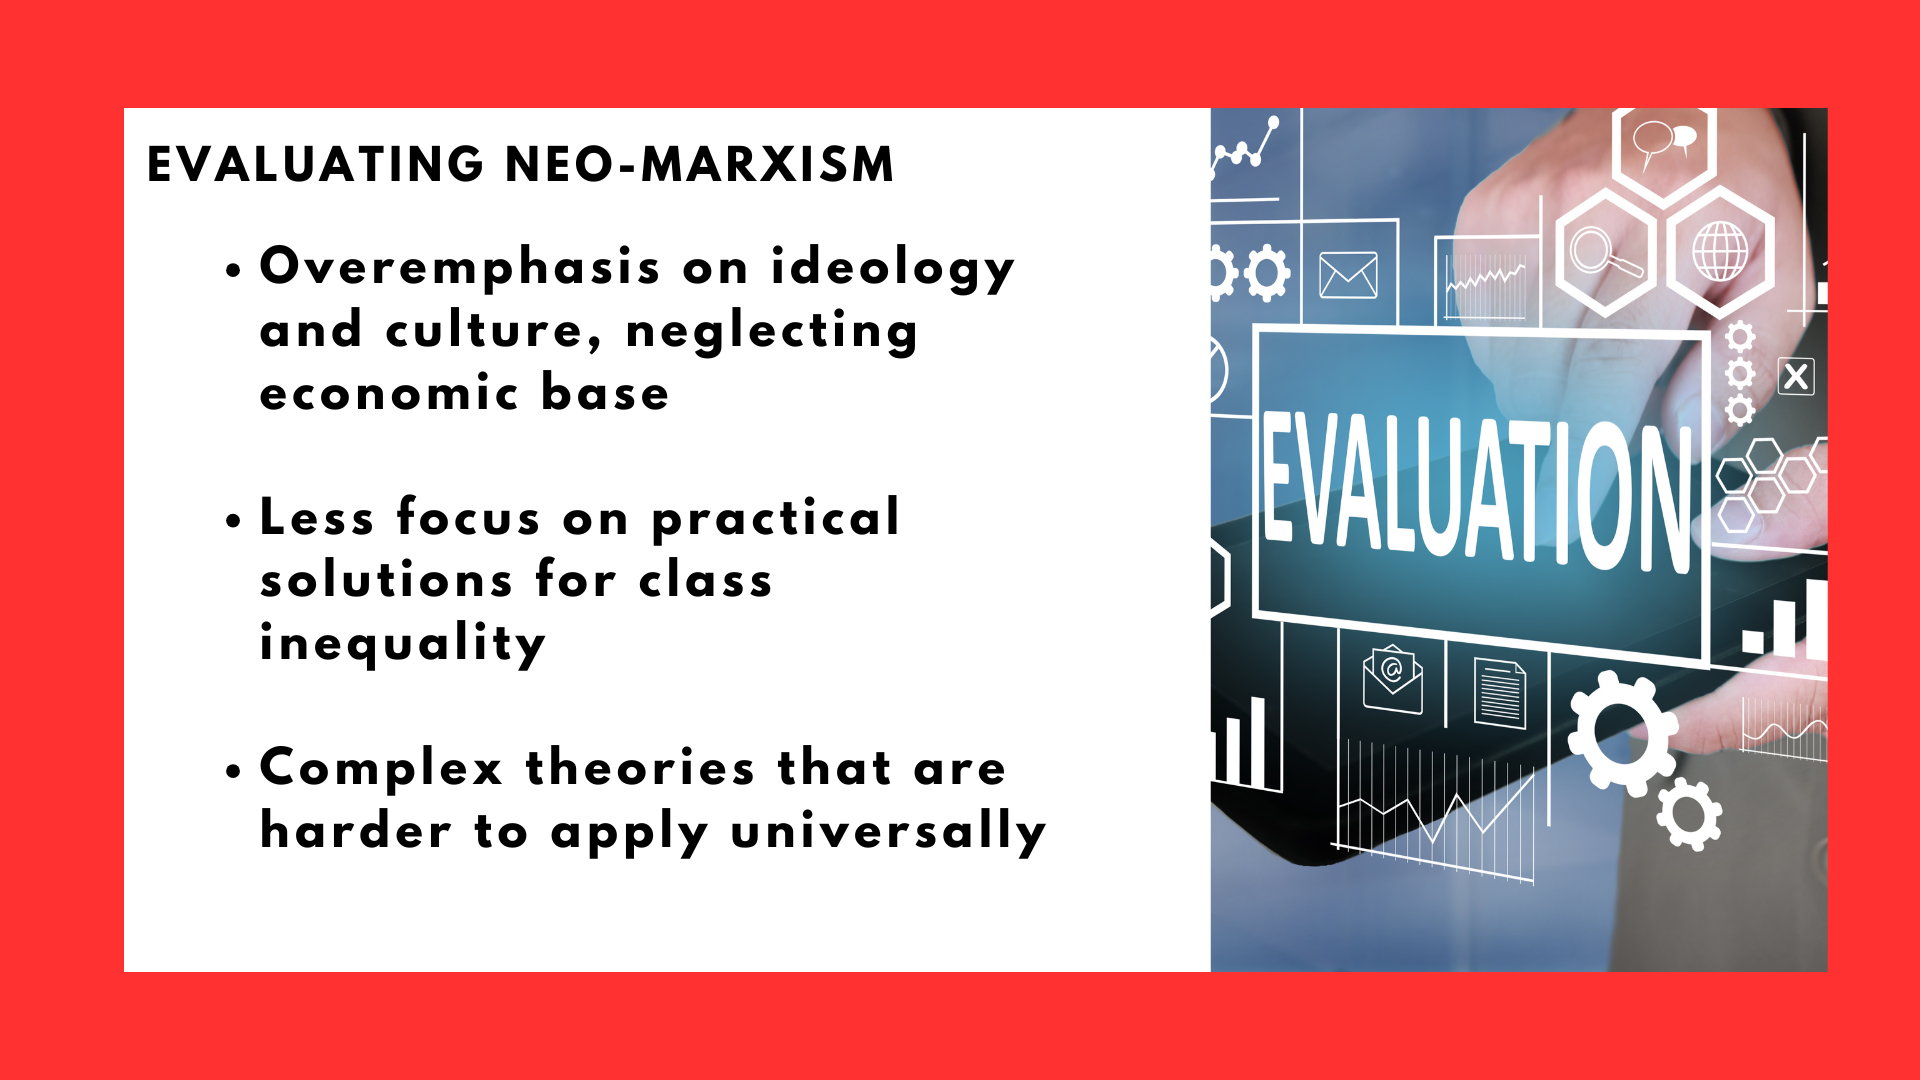 EVALUATING NEO-MARXISM
• Overemphasis on ideology
and culture, neglecting
economic base
• Less focus on practical
solutions for class
inequality
• Complex theories that are
harder to apply universally
EVALUATION
@
X